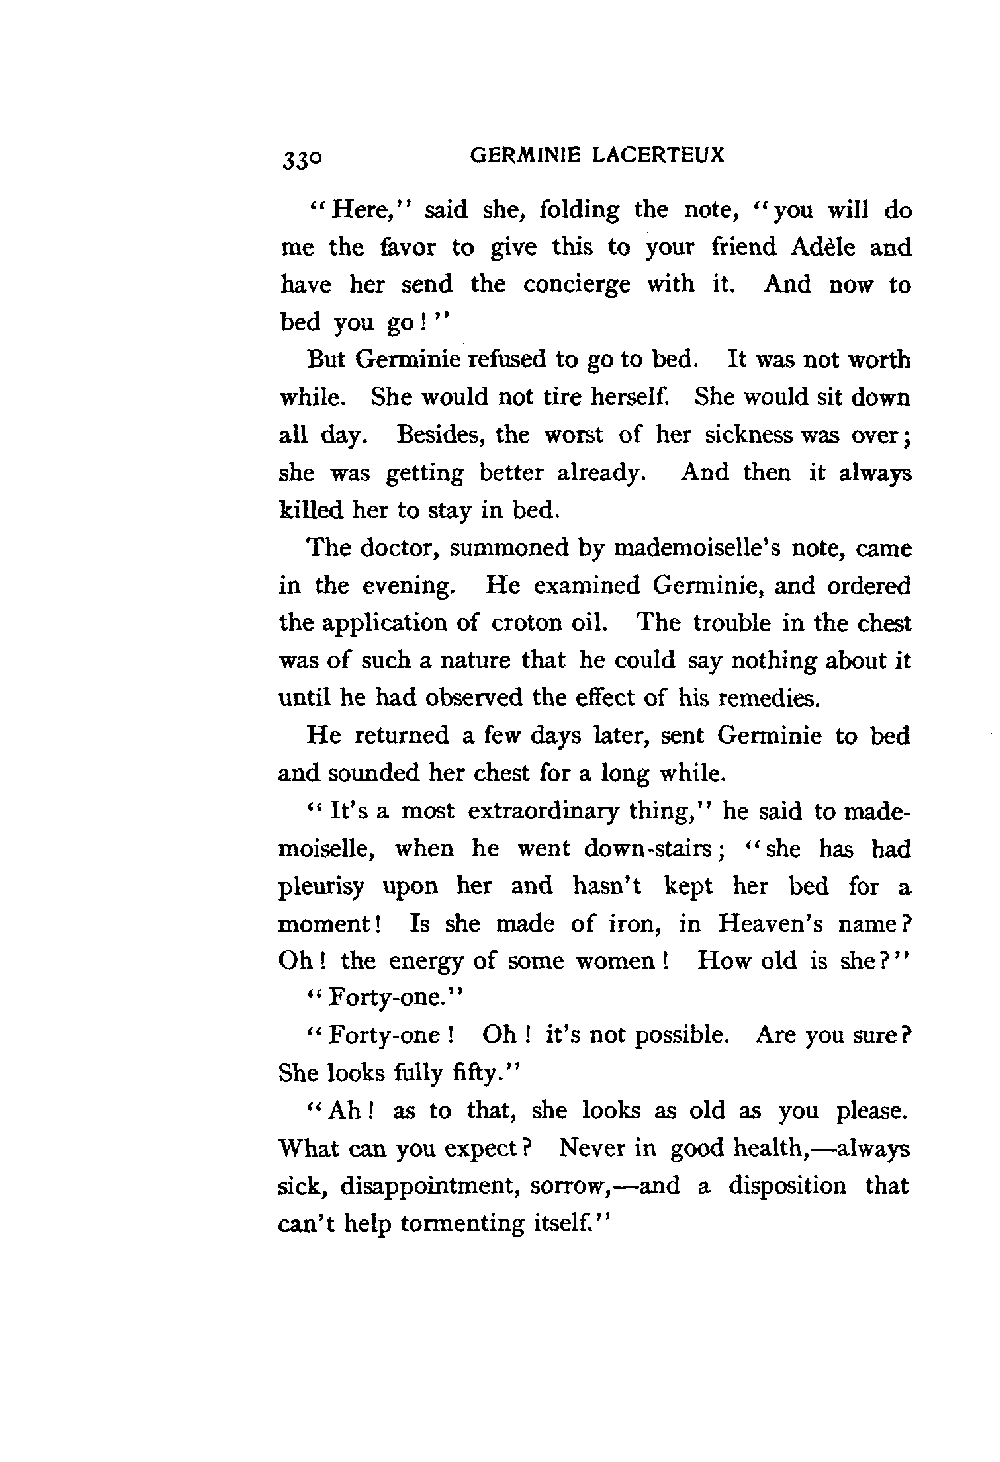 330 GERMINIE LACERTEUX
"Here," said she, folding the note, "you will do
me the favor to give this to your friend Adèle and
have her send the concierge with it. And now to
bed you go!"
But Germinie refused to go to bed. It was not worth
while. She would not tire herself. She would sit down
all day. Besides, the worst of her sickness was over;
she was getting better already. And then it always
killed her to stay in bed.
The doctor, summoned by mademoiselle's note, came
in the evening. He examined Germinie, and ordered
the application of croton oil. The trouble in the chest
was of such a nature that he could say nothing about it
until he had observed the effect of his remedies.
He returned a few days later, sent Germinie to bed
and sounded her chest for a long while.
"It's a most extraordinary thing," he said to made-
moiselle, when he went down-stairs; "she has had
pleurisy upon her and hasn't kept her bed for a
moment! Is she made of iron, in Heaven's name?
Oh! the energy of some women! How old is she?"
"Forty-one."
"Forty-one! Oh! it's not possible. Are you sure?
She looks fully fifty."
"Ah! as to that, she looks as old as you please.
What can you expect? Never in good health,—always
sick, disappointment, sorrow,—and a disposition that
can't help tormenting itself."